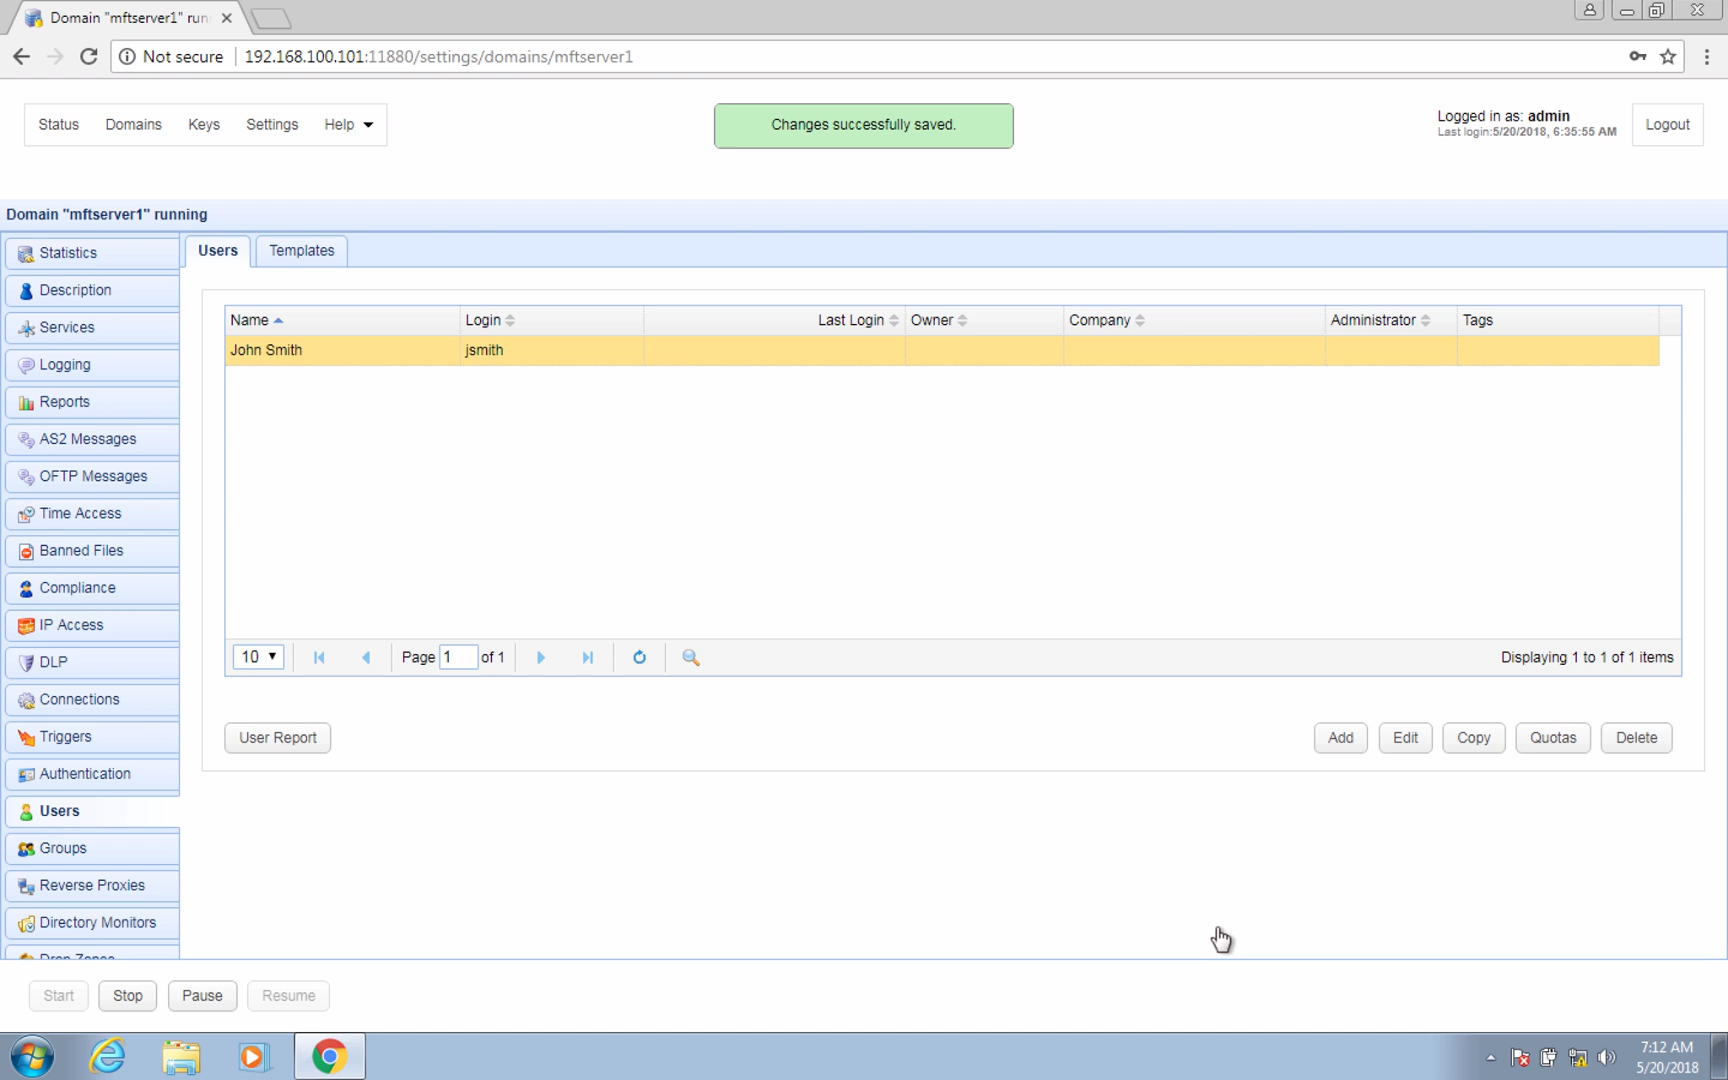 Domain "mftserver1" run
Not secure
192.168.100.101:11880/settings/domains/mftserver1
Status
Domains
Keys
Settings
Help
Changes successfully saved.
Logged in as: admin
Last login:5/20/2018, 6:35:55 AM
Logout
Domain "mftserver1" running
Statistics
Description
Services
Logging
Reports
AS2 Messages
OFTP Messages
Time Access
Banned Files
Compliance
IP Access
DLP
Connections
Triggers
Authentication
Users
Groups
Reverse Proxies
Directory Monitors
Drop Zones
Users
Templates
Name
Login
Last Login
Owner
Company
Administrator
Tags
John Smith
jsmith
10
Page 1 of 1
Displaying 1 to 1 of 1 items
User Report
Add
Edit
Copy
Quotas
Delete
Start
Stop
Pause
Resume
7:12 AM
5/20/2018